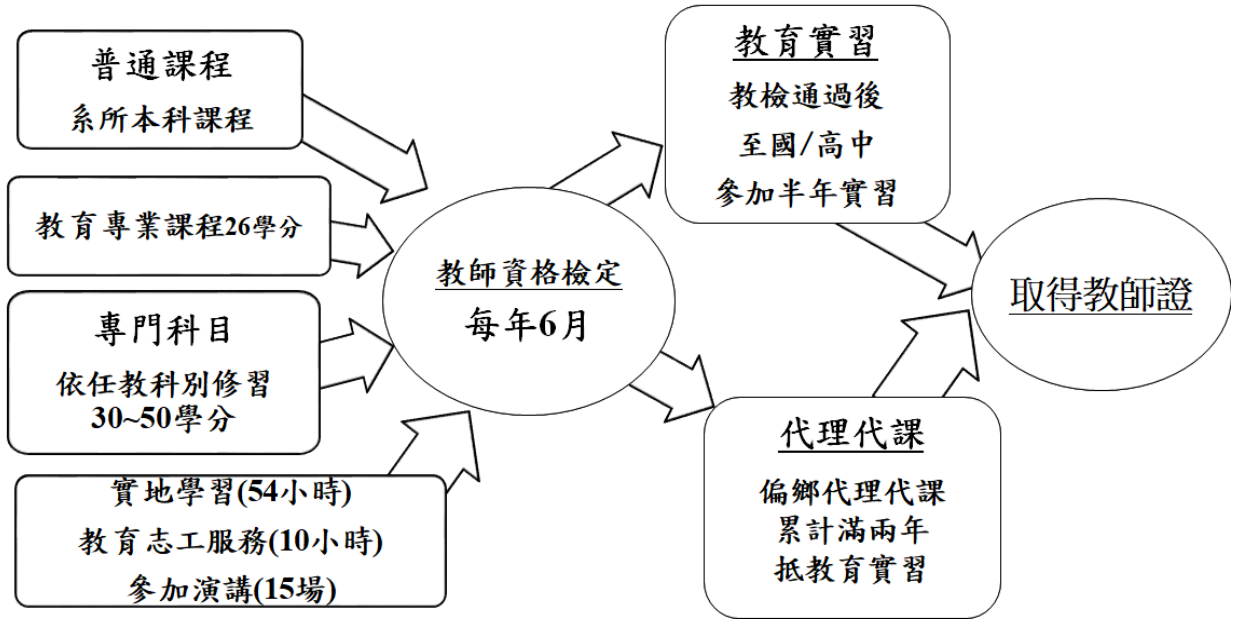 普通課程
系所本科課程
教育專業課程26學分
專門科目
依任教科別修習
30~50學分
實地學習(54小時)
教育志工服務(10小時)
參加演講(15場)
教師資格檢定
每年6月
教育實習
教檢通過後
至國/高中
參加半年實習
代理代課
偏鄉代理代課
累計滿兩年
抵教育實習
取得教師證